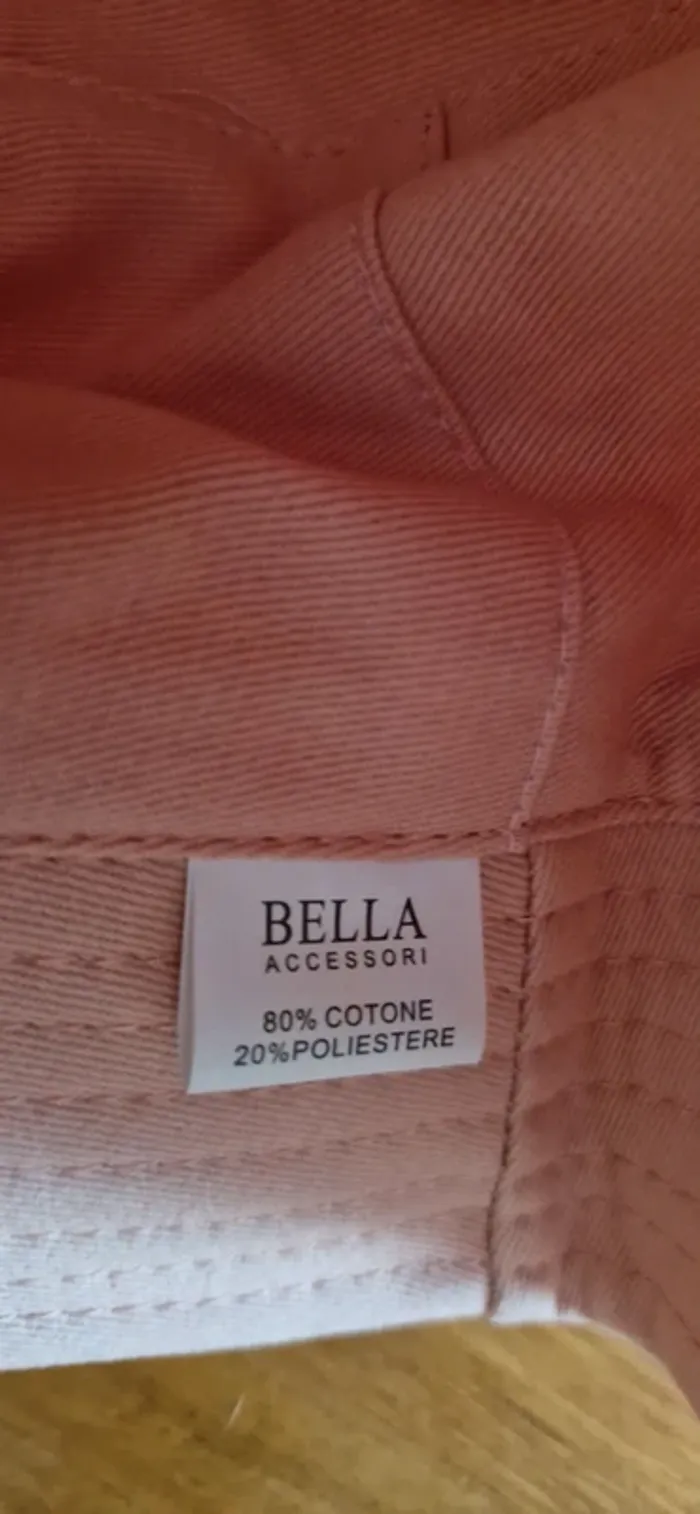 BELLA
ACCESSORI
80% COTONE
20%POLIESTERE